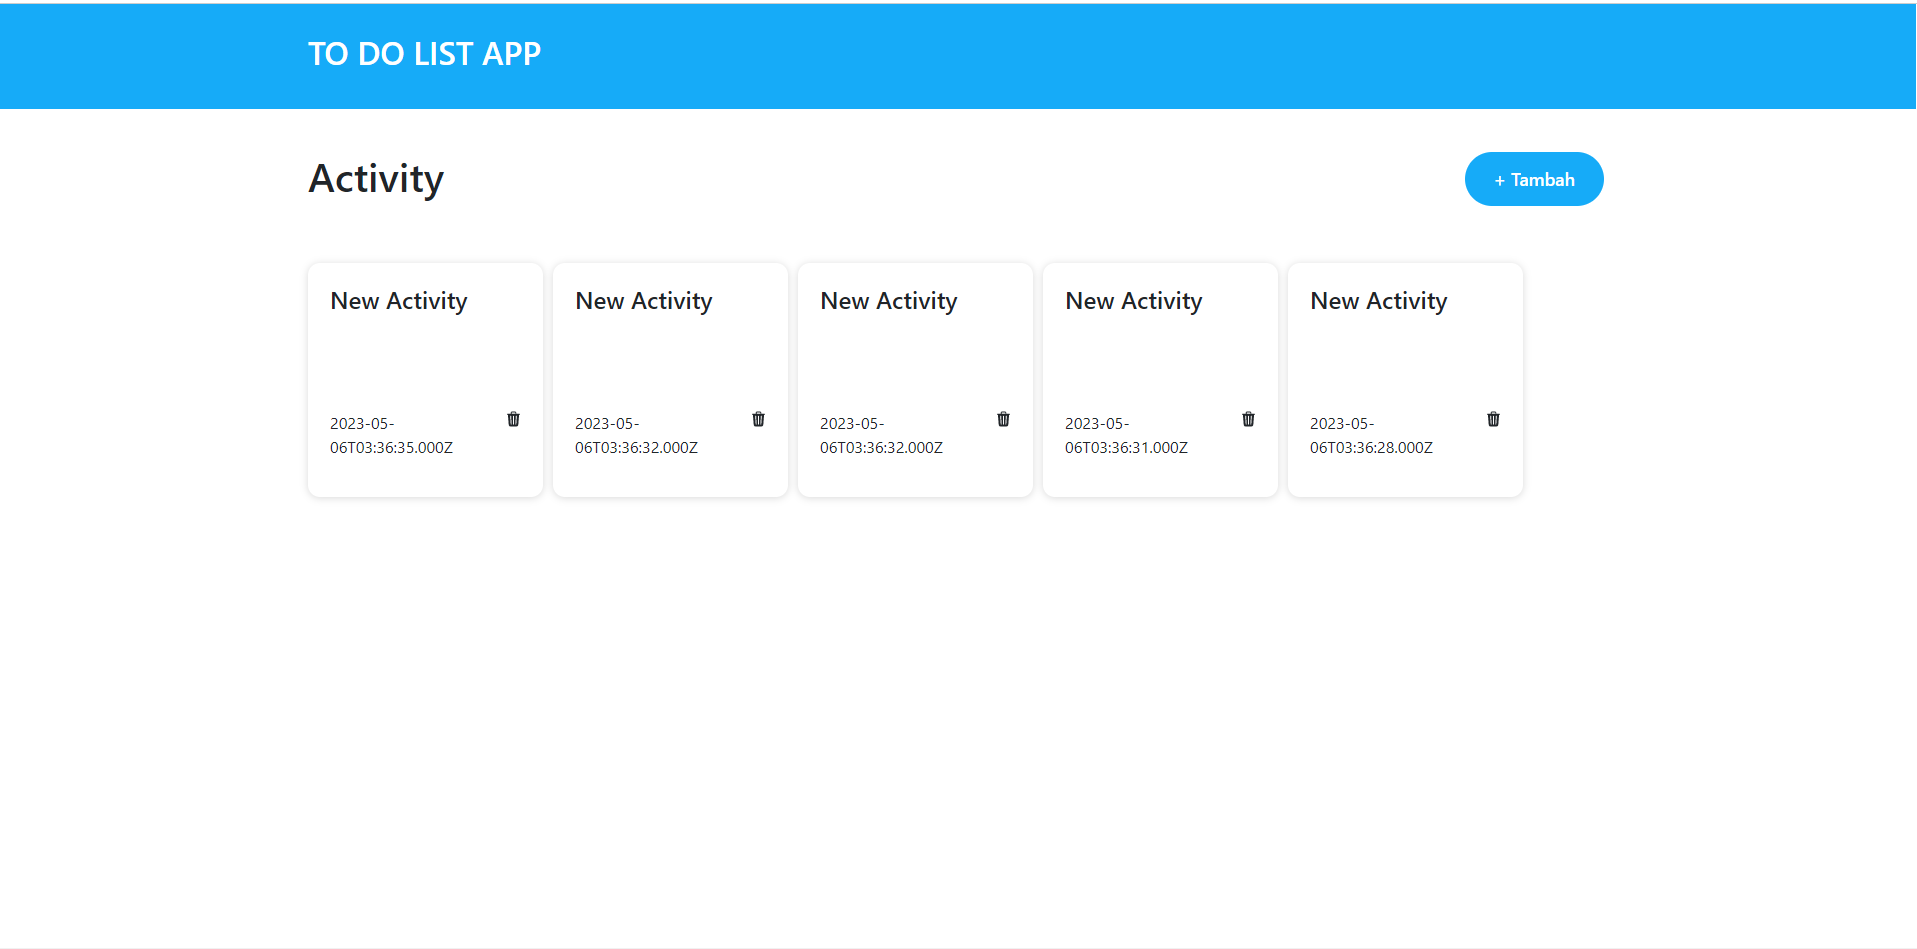 TO DO LIST APP
Activity
+ Tambah
New Activity
2023-05-
06T03:36:35.000Z
New Activity
2023-05-
06T03:36:32.000Z
New Activity
2023-05-
06T03:36:32.000Z
New Activity
2023-05-
06T03:36:31.000Z
New Activity
2023-05-
06T03:36:28.000Z